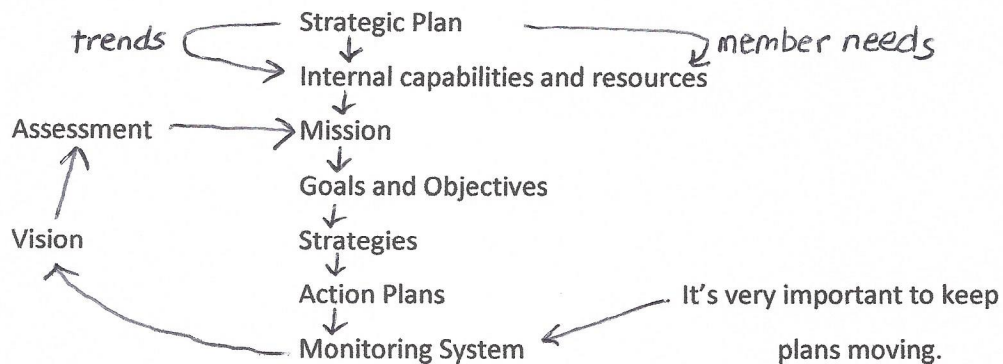 Strategic Plan
trends
member needs
Internal capabilities and resources
Assessment
Mission
Goals and Objectives
Vision
Strategies
Action Plans
It's very important to keep
plans moving.
Monitoring System